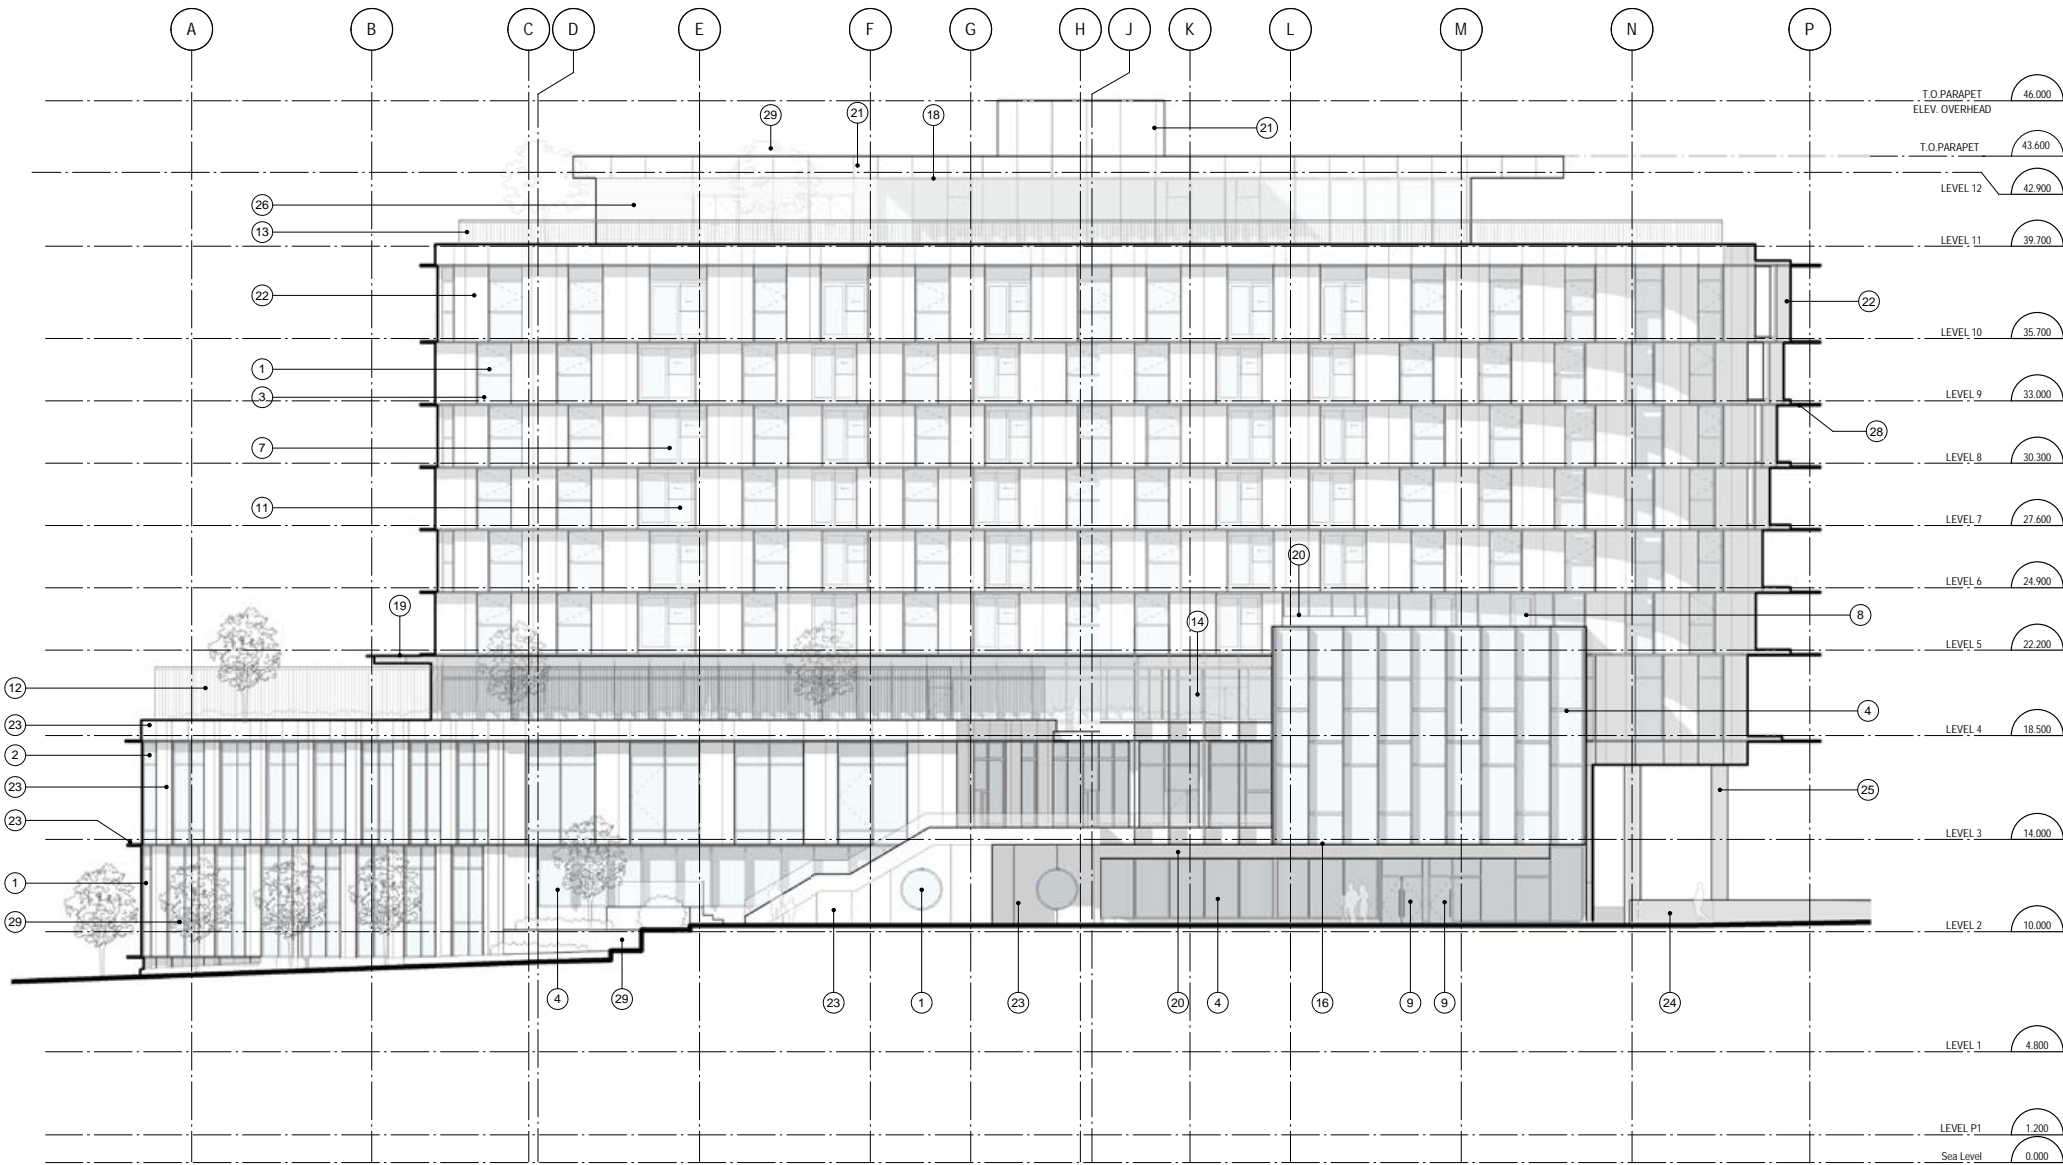 A B C D E F G H J K L M N P
T.O.PARAPET 46.000
ELEV. OVERHEAD
29 21 18 21
T.O.PARAPET 43.600
LEVEL 12 42.900
26
13
LEVEL 11 39.700
22 22
LEVEL 10 35.700
1
3
LEVEL 9 33.000
28
7
LEVEL 8 30.300
11
LEVEL 7 27.600
20
LEVEL 6 24.900
19 14 8
LEVEL 5 22.200
12
4
23
LEVEL 4 18.500
2
23 25
23
LEVEL 3 14.000
1
29
LEVEL 2 10.000
4 29 23 1 23 20 4 16 9 9 24
LEVEL 1 4.800
LEVEL P1 1.200
Sea Level 0.000